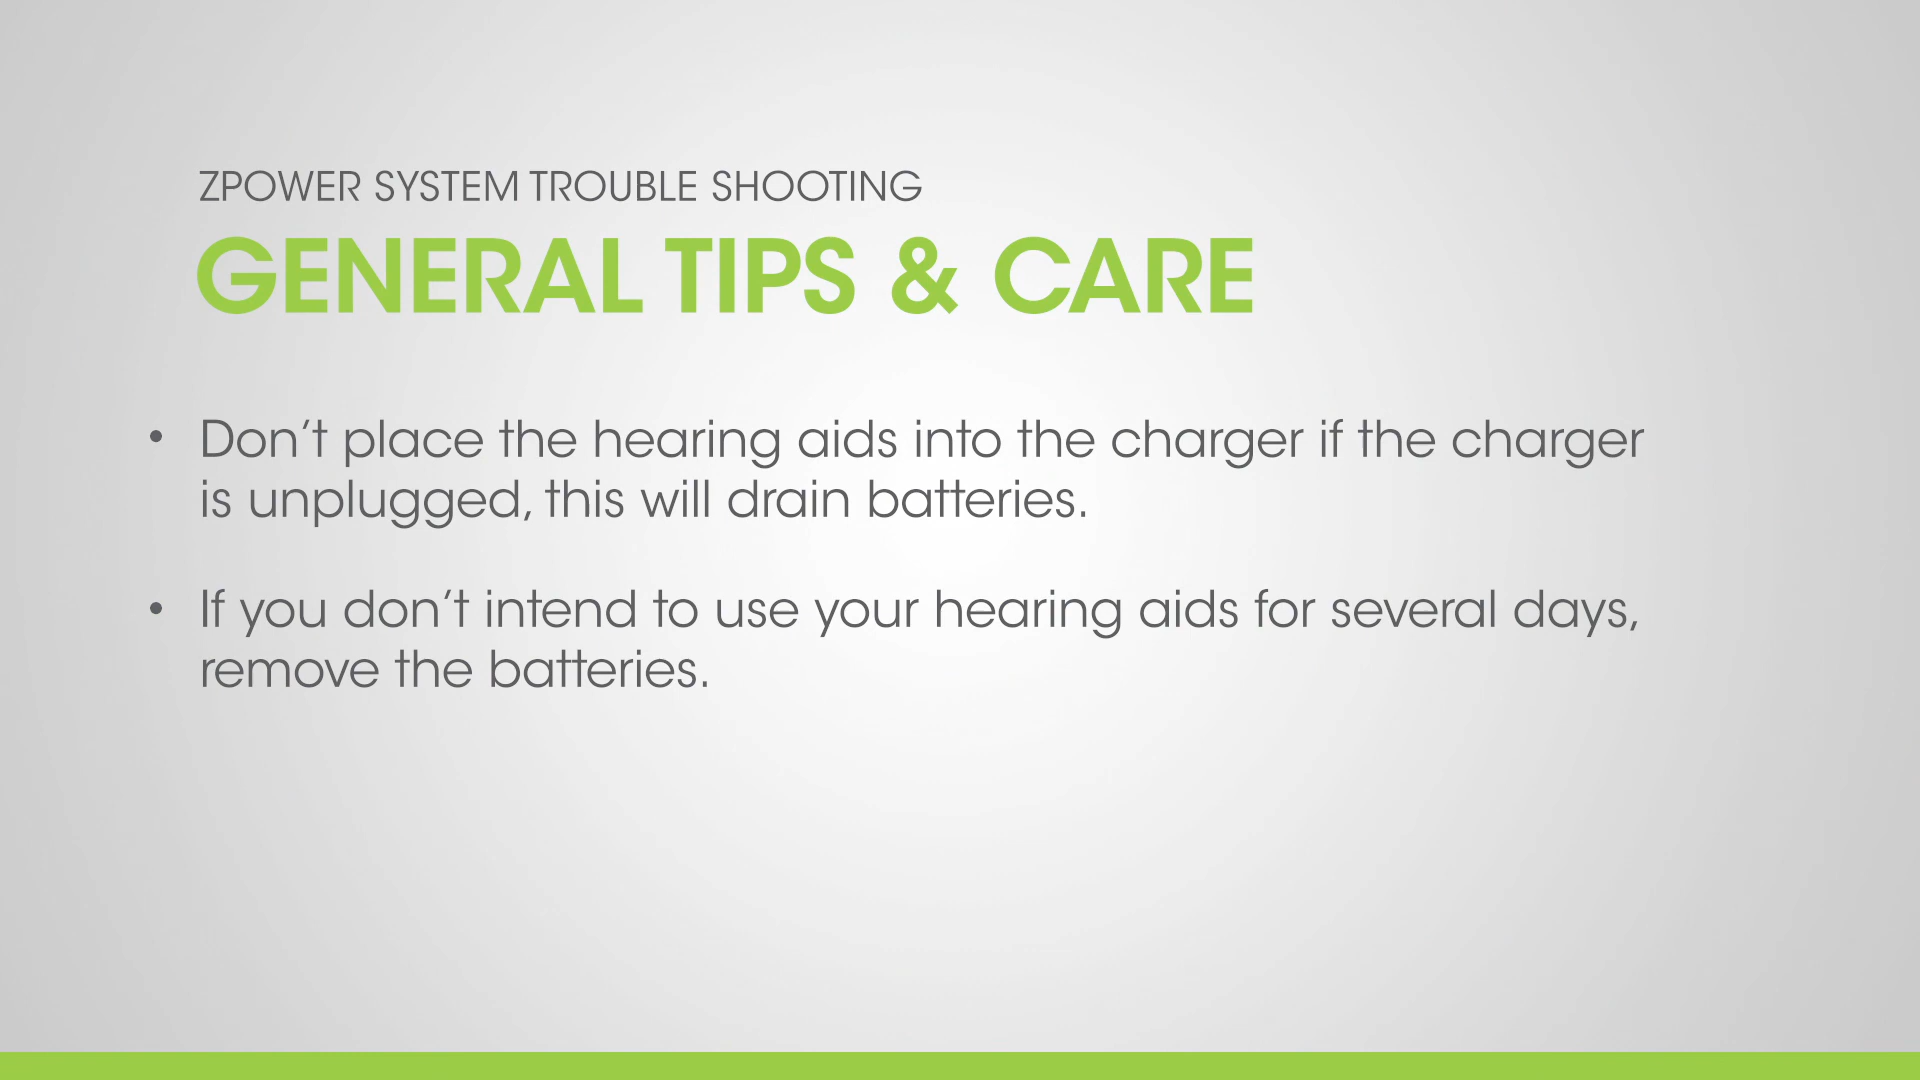 ZPOWER SYSTEM TROUBLE SHOOTING
GENERAL TIPS & CARE
• Don’t place the hearing aids into the charger if the charger
is unplugged, this will drain batteries.
• If you don’t intend to use your hearing aids for several days,
remove the batteries.